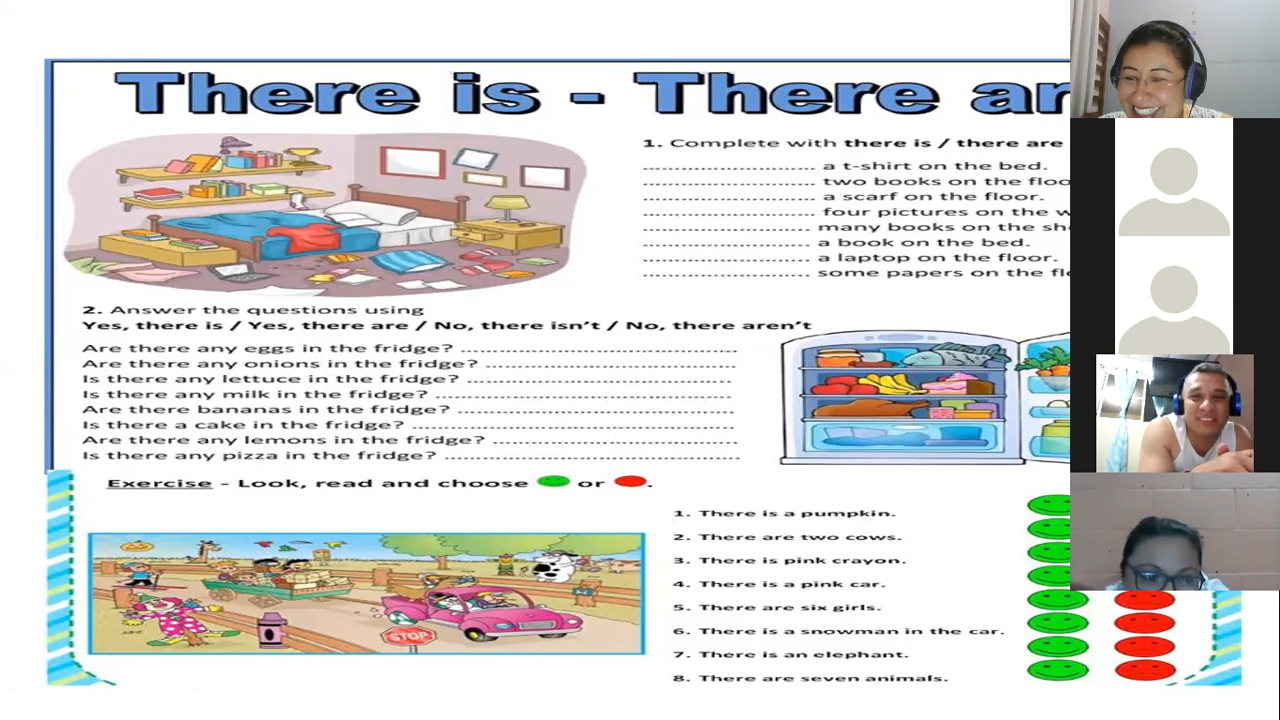 There is - There ar
1. Complete with there is / there are
........................................ a t-shirt on the bed.
........................................ two books on the floo
........................................ a scarf on the floor.
........................................ four pictures on the w
........................................ many books on the sh
........................................ a book on the bed.
........................................ a laptop on the floor.
........................................ some papers on the fl
2. Answer the questions using
Yes, there is / Yes, there are / No, there isn't / No, there aren't
Are there any eggs in the fridge? ................................................................
Are there any onions in the fridge? ..........................................................
Is there any lettuce in the fridge? .............................................................
Is there any milk in the fridge? ....................................................................
Are there bananas in the fridge? ................................................................
Is there a cake in the fridge? .........................................................................
Are there any lemons in the fridge? ..........................................................
Is there any pizza in the fridge? ....................................................................
Exercise - Look, read and choose or .
STOP
1. There is a pumpkin.
2. There are two cows.
3. There is pink crayon.
4. There is a pink car.
5. There are six girls.
6. There is a snowman in the car.
7. There is an elephant.
8. There are seven animals.